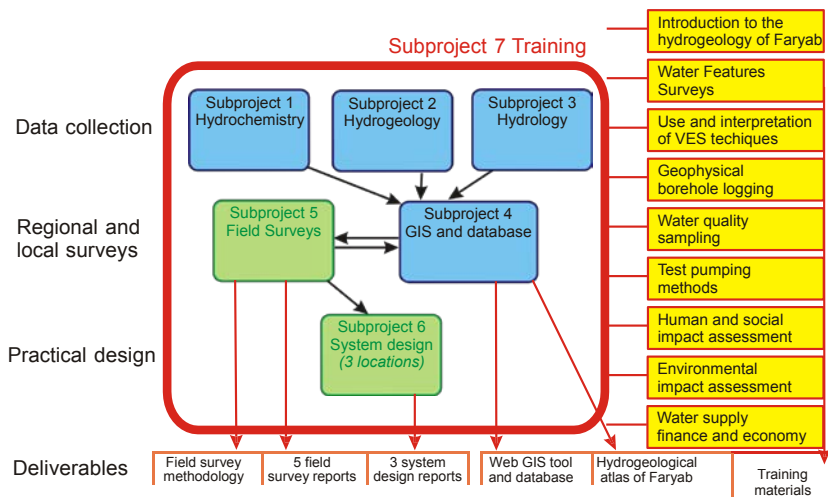 Subproject 7 Training
Data collection
Regional and
local surveys
Practical design
Deliverables
Subproject 1
Hydrochemistry
Subproject 2
Hydrogeology
Subproject 3
Hydrology
Subproject 5
Field Surveys
Subproject 4
GIS and database
Subproject 6
System design
(3 locations)
Introduction to the
hydrogeology of Faryab
Water Features
Surveys
Use and interpretation
of VES techiques
Geophysical
borehole logging
Water quality
sampling
Test pumping
methods
Human and social
impact assessment
Environmental
impact assessment
Water supply
finance and economy
Field survey
methodology
5 field
survey reports
3 system
design reports
Web GIS tool
and database
Hydrogeological
atlas of Faryab
Training
materials